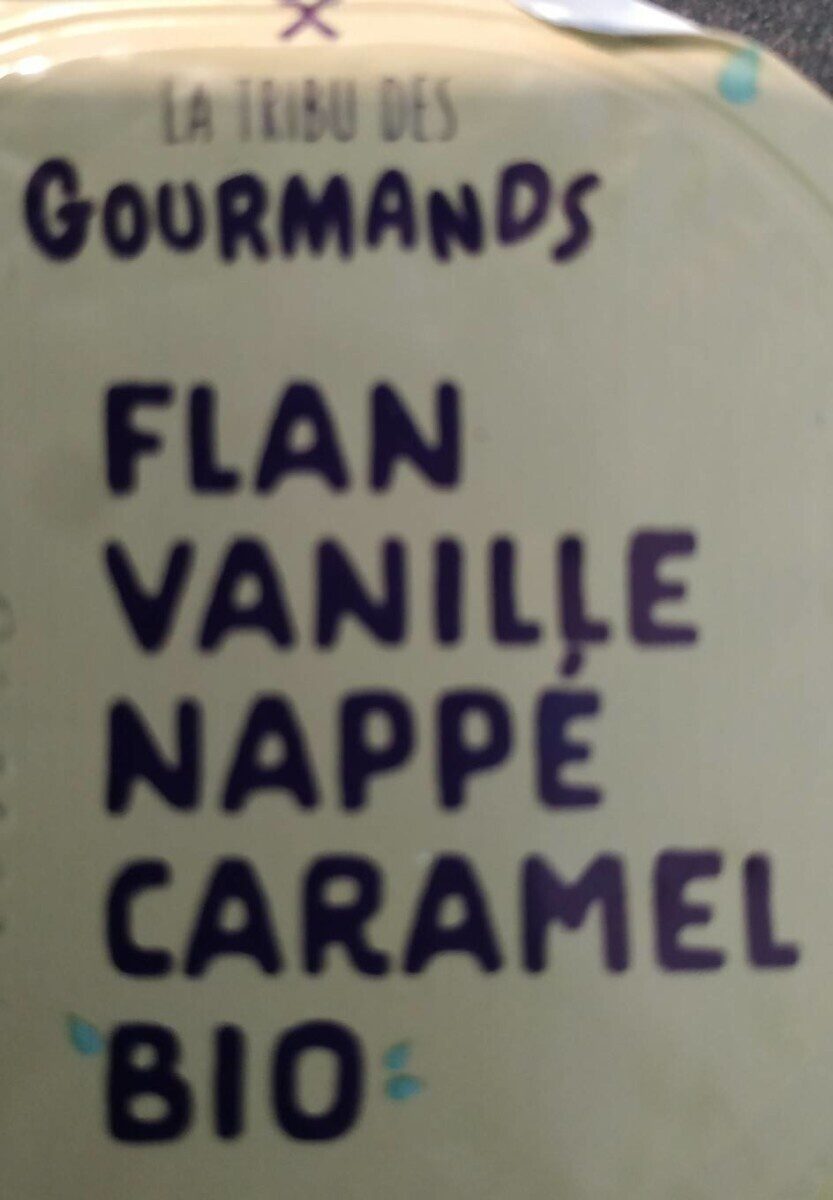 LA TRIBU DES
GOURMANDS
FLAN
VANILLE
NAPPÉ
CARAMEL
BIO